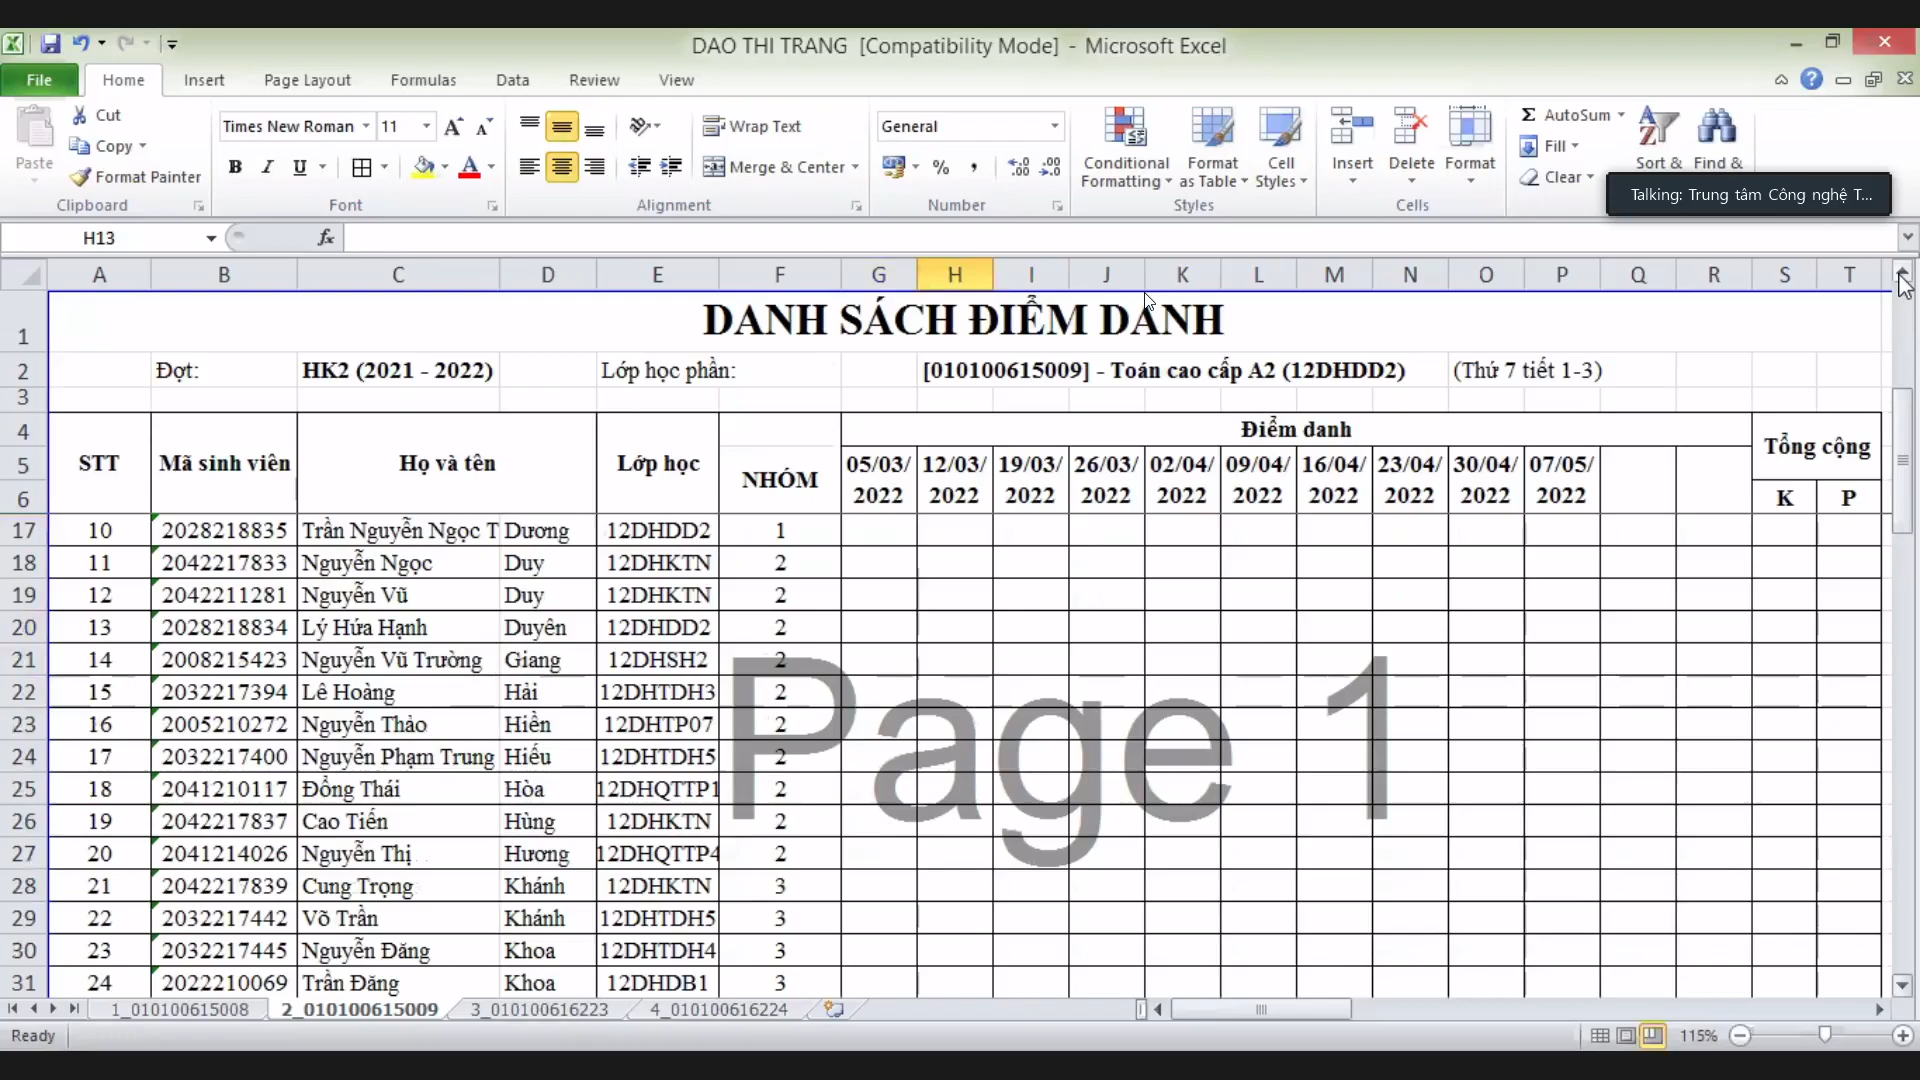 DAO THI TRANG [Compatibility Mode] - Microsoft Excel
File Home Insert Page Layout Formulas Data Review View
Paste Cut Copy Format Painter Clipboard
Times New Roman 11 B I U A Font
Wrap Text Merge & Center Alignment
General % , Number
Conditional Formatting Format as Table Cell Styles Styles
Insert Delete Format Cells
Σ AutoSum Fill Clear Sort & Find &
Talking: Trung tâm Công nghệ T...
H13 fx
A B C D E F G H I J K L M N O P Q R S T
1 DANH SÁCH ĐIỂM DANH
2 Đợt: HK2 (2021 - 2022) Lớp học phần: [010100615009] - Toán cao cấp A2 (12DHDD2) (Thứ 7 tiết 1-3)
3
4 Điểm danh
5 STT Mã sinh viên Họ và tên Lớp học NHÓM 05/03/2022 12/03/2022 19/03/2022 26/03/2022 02/04/2022 09/04/2022 16/04/2022 23/04/2022 30/04/2022 07/05/2022 Tổng cộng
6 K P
17 10 2028218835 Trần Nguyễn Ngọc T Dương 12DHDD2 1
18 11 2042217833 Nguyễn Ngọc Duy 12DHKTN 2
19 12 2042211281 Nguyễn Vũ Duy 12DHKTN 2
20 13 2028218834 Lý Hứa Hạnh Duyên 12DHDD2 2
21 14 2008215423 Nguyễn Vũ Trường Giang 12DHSH2 2
22 15 2032217394 Lê Hoàng Hải 12DHTDH3 2
23 16 2005210272 Nguyễn Thảo Hiền 12DHTP07 2
24 17 2032217400 Nguyễn Phạm Trung Hiếu 12DHTDH5 2
25 18 2041210117 Đồng Thái Hòa 12DHQTTP1 2
26 19 2042217837 Cao Tiến Hùng 12DHKTN 2
27 20 2041214026 Nguyễn Thị Hương 12DHQTTP4 2
28 21 2042217839 Cung Trọng Khánh 12DHKTN 3
29 22 2032217442 Võ Trần Khánh 12DHTDH5 3
30 23 2032217445 Nguyễn Đăng Khoa 12DHTDH4 3
31 24 2022210069 Trần Đăng Khoa 12DHDB1 3
Page 1
1_010100615008 2_010100615009 3_010100616223 4_010100616224
Ready 115%